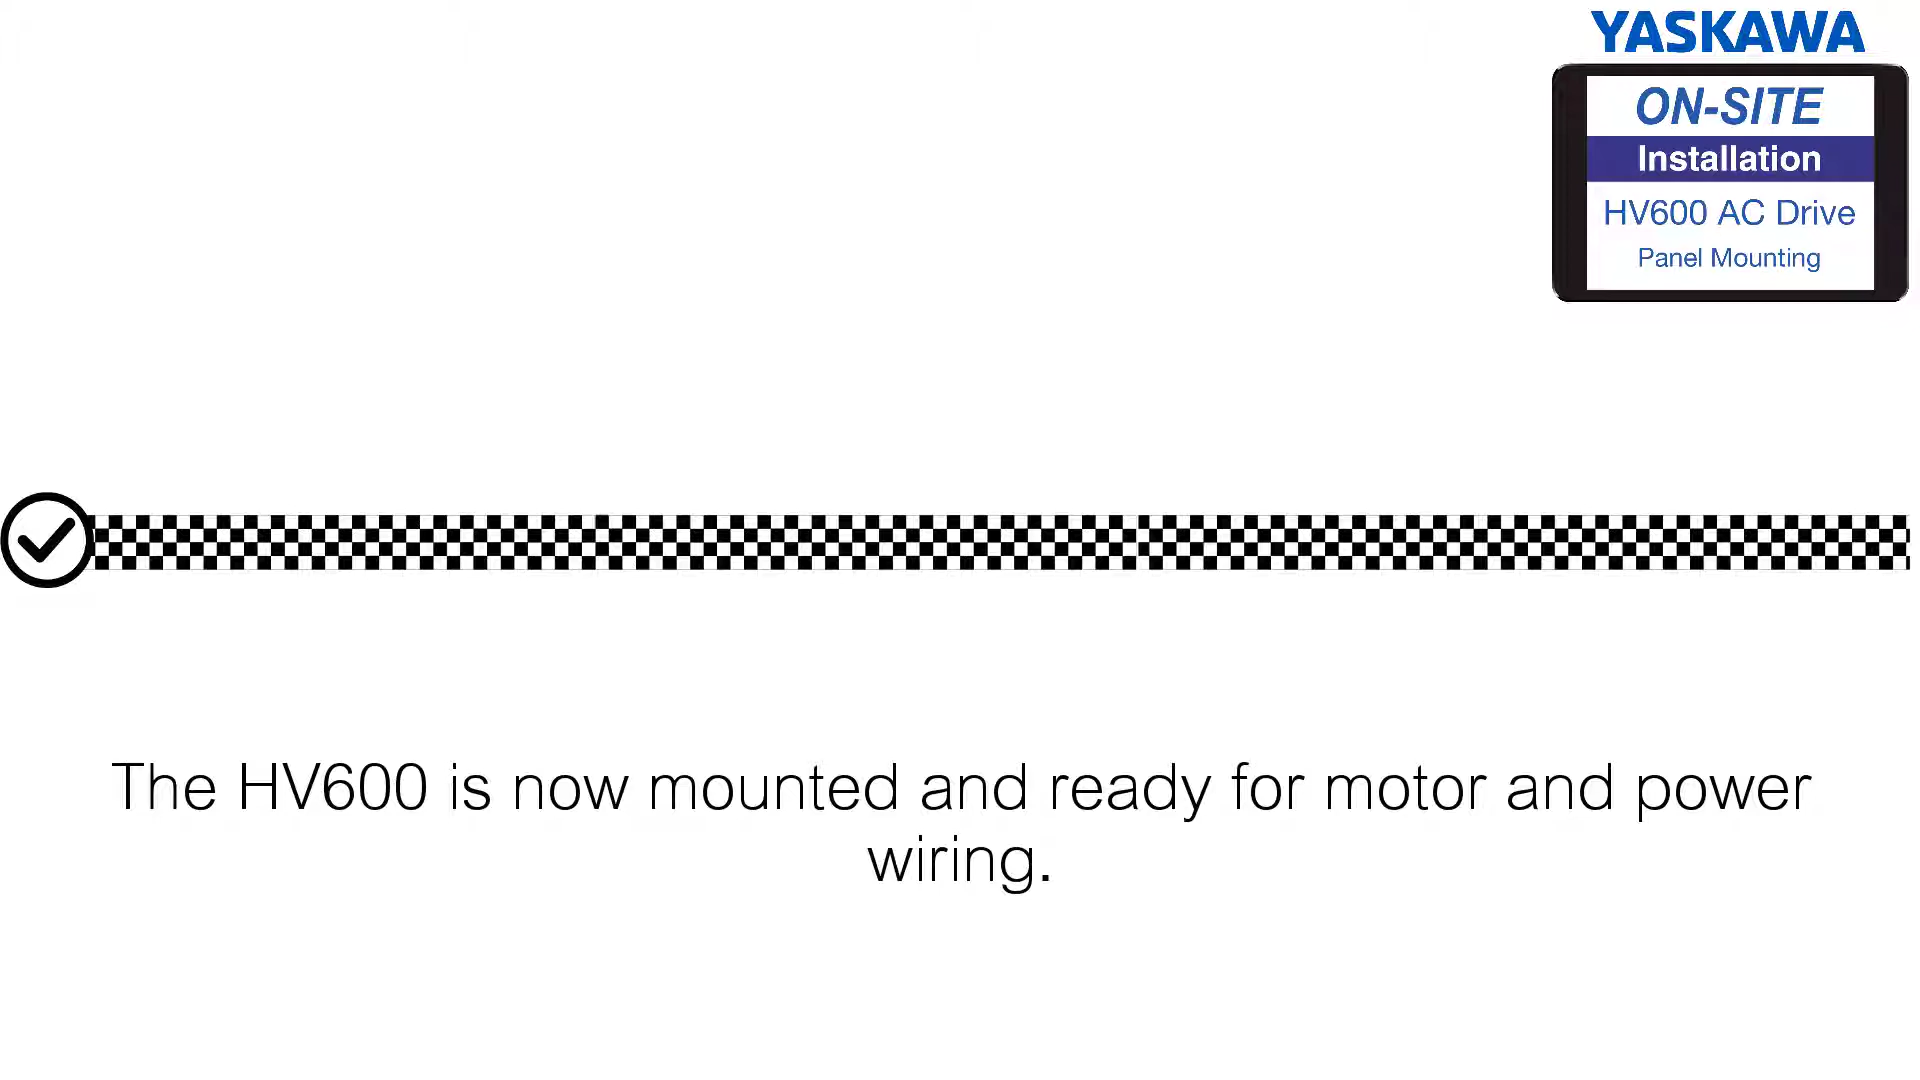 YASKAWA
ON-SITE
Installation
HV600 AC Drive
Panel Mounting
The HV600 is now mounted and ready for motor and power
wiring.